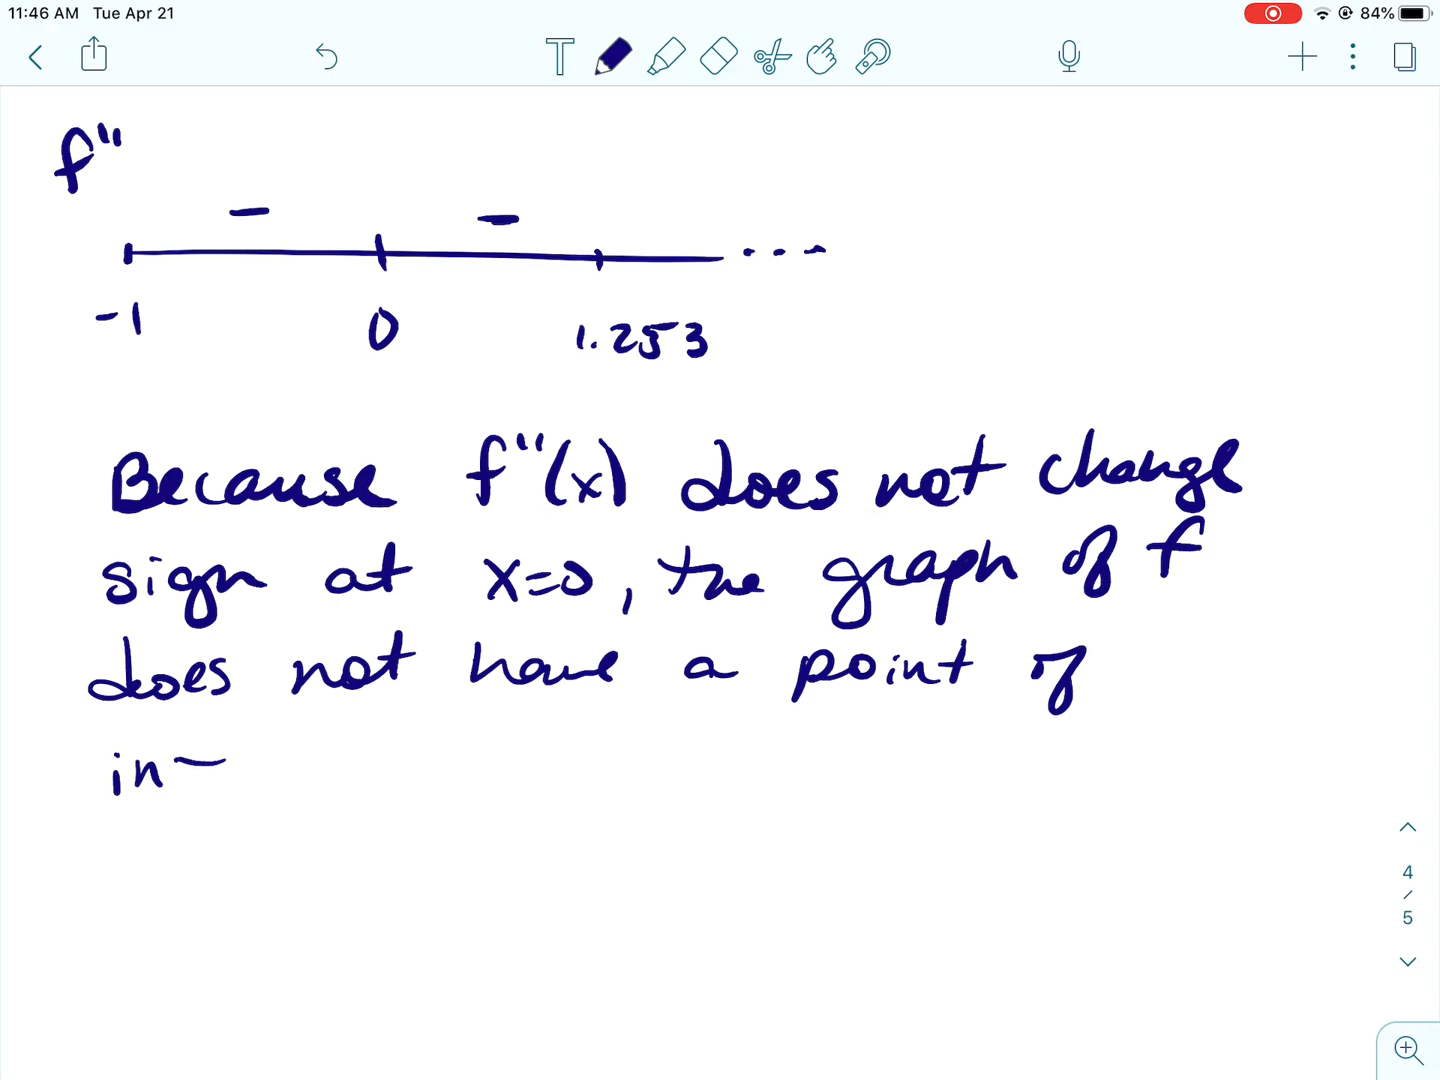 11:46 AM Tue Apr 21
84%
T
f"
− −
-1 0 1.253 ...
Because f"(x) does not change
sign at x=0, the graph of f
does not have a point of
in
4
/
5